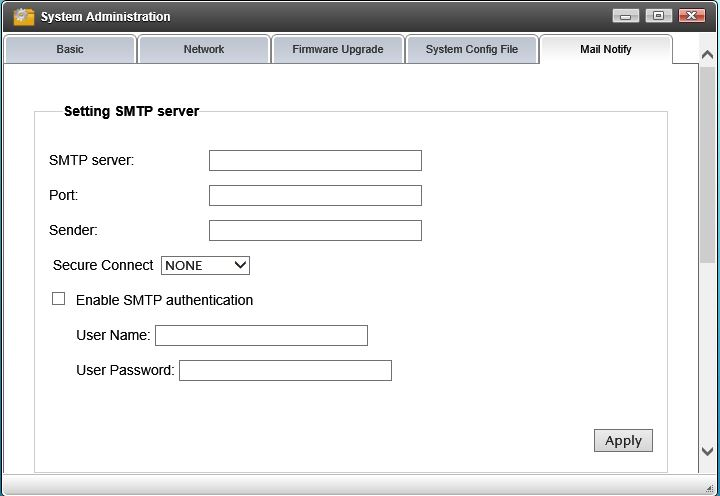 System Administration
Basic Network Firmware Upgrade System Config File Mail Notify
Setting SMTP server
SMTP server:
Port:
Sender:
Secure Connect NONE
Enable SMTP authentication
User Name:
User Password:
Apply